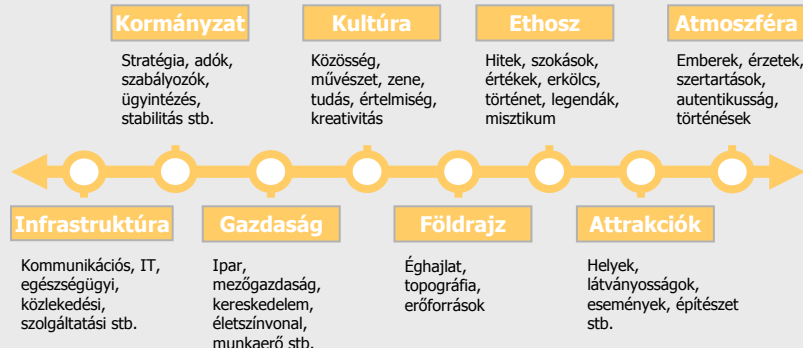 Kormányzat
Stratégia, adók,
szabályozók,
ügyintézés,
stabilitás stb.
Kultúra
Közösség,
művészet, zene,
tudás, értelmiség,
kreativitás
Ethosz
Hitek, szokások,
értékek, erkölcs,
történet, legendák,
misztikum
Atmoszféra
Emberek, érzetek,
szertartások,
autentikusság,
történések
Infrastruktúra
Kommunikációs, IT,
egészségügyi,
közlekedési,
szolgáltatási stb.
Gazdaság
Ipar,
mezőgazdaság,
kereskedelem,
életszínvonal,
munkaerő stb.
Földrajz
Éghajlat,
topográfia,
erőforrások
Attrakciók
Helyek,
látványosságok,
események, építészet
stb.